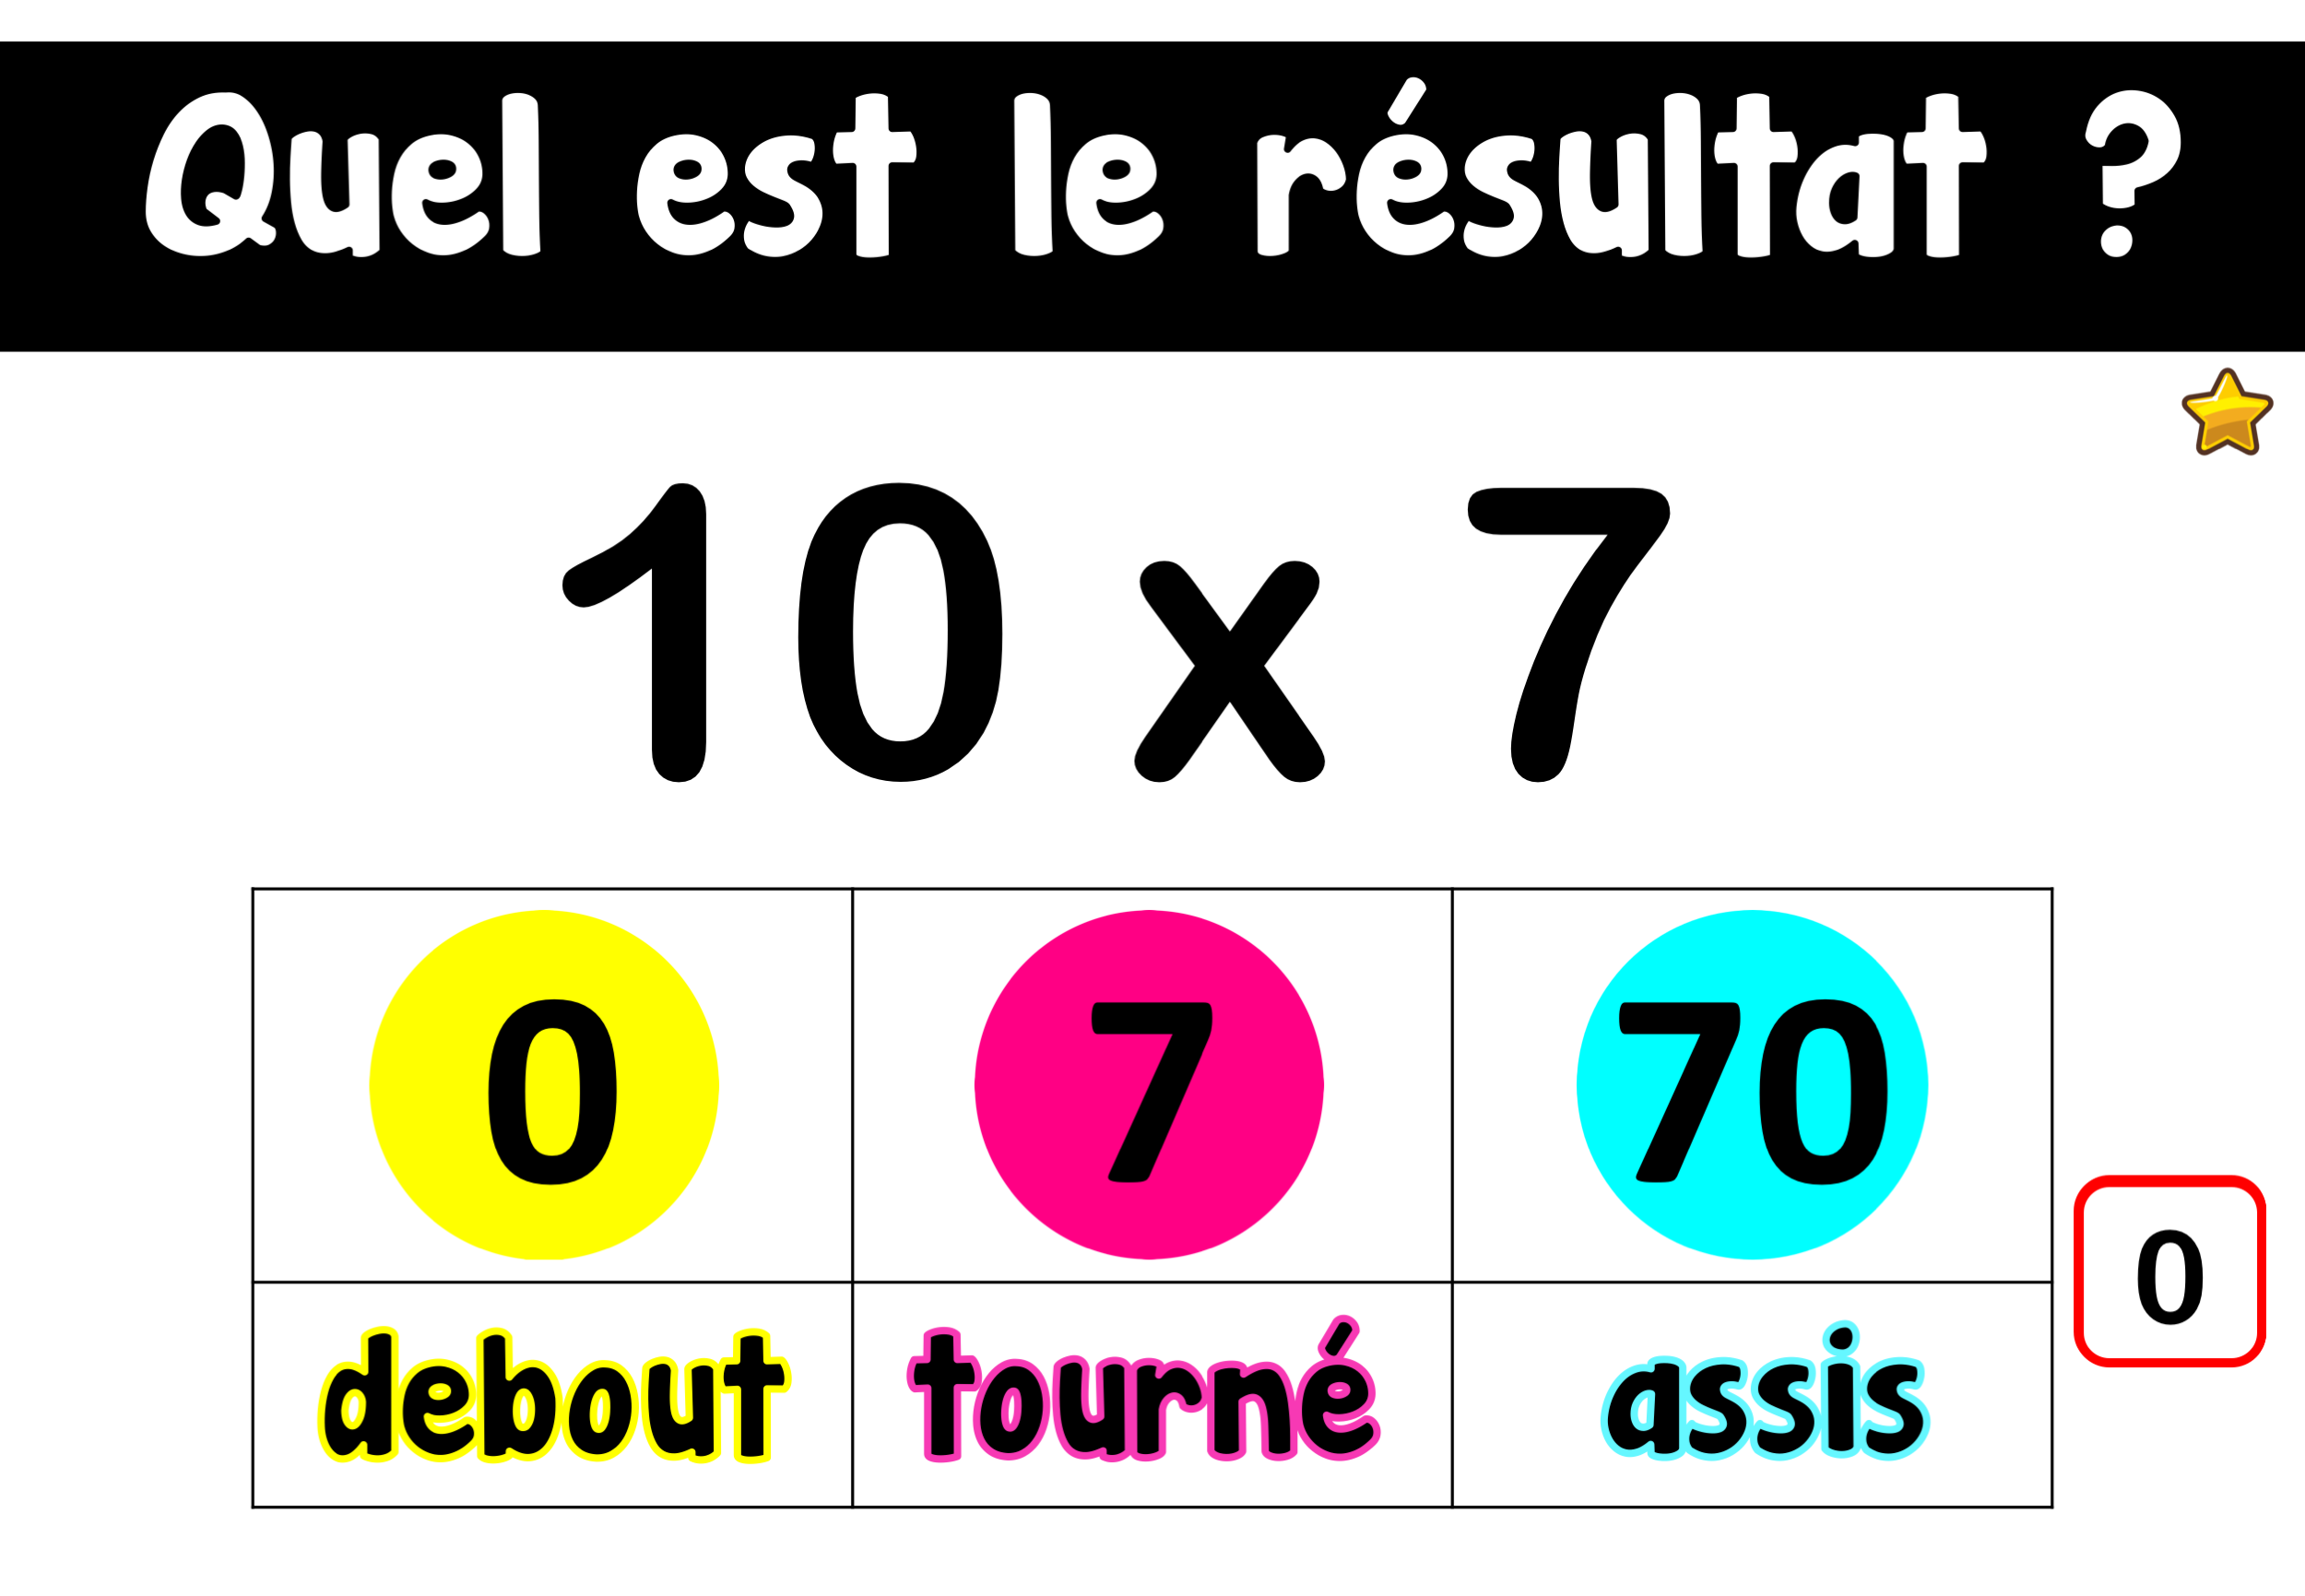 Quel est le résultat ?
10 x 7
0 7 70
0
debout tourné assis